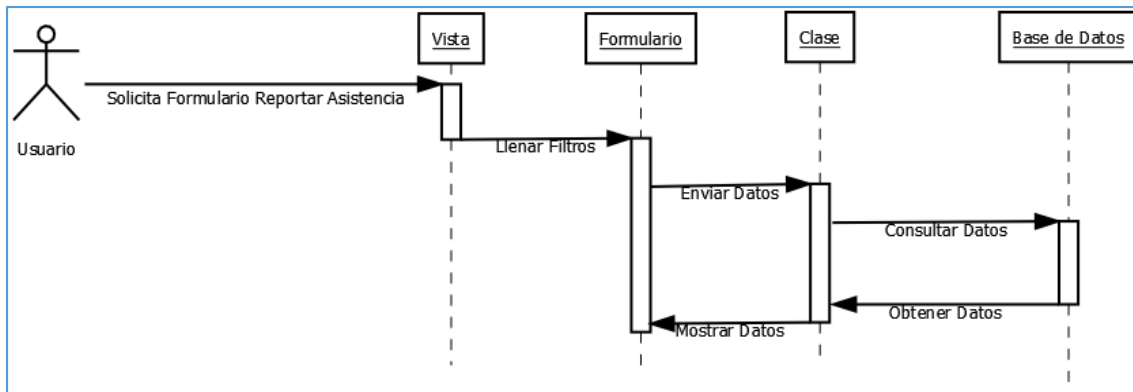 Vista
Formulario
Clase
Base de Datos
Solicita Formulario Reportar Asistencia
Usuario
Llenar Filtros
Enviar Datos
Consultar Datos
Obtener Datos
Mostrar Datos